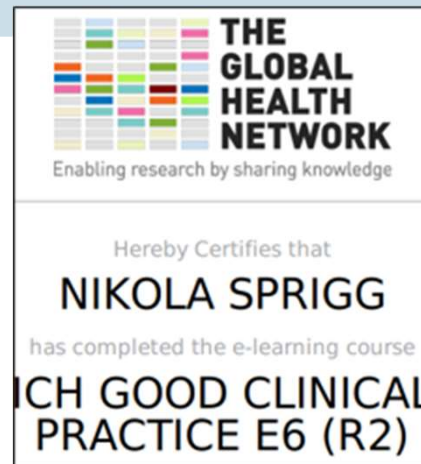 THE
GLOBAL
HEALTH
NETWORK
Enabling research by sharing knowledge
Hereby Certifies that
NIKOLA SPRIGG
has completed the e-learning course
ICH GOOD CLINICAL
PRACTICE E6 (R2)